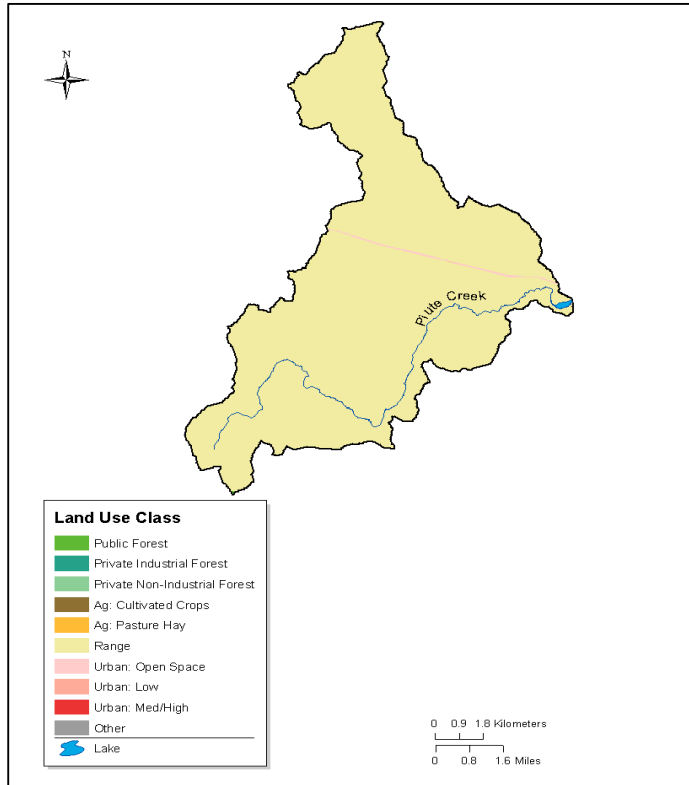 N
Piute Creek
Land Use Class
Public Forest
Private Industrial Forest
Private Non-Industrial Forest
Ag: Cultivated Crops
Ag: Pasture Hay
Range
Urban: Open Space
Urban: Low
Urban: Med/High
Other
Lake
0 0.9 1.8 Kilometers
0 0.8 1.6 Miles